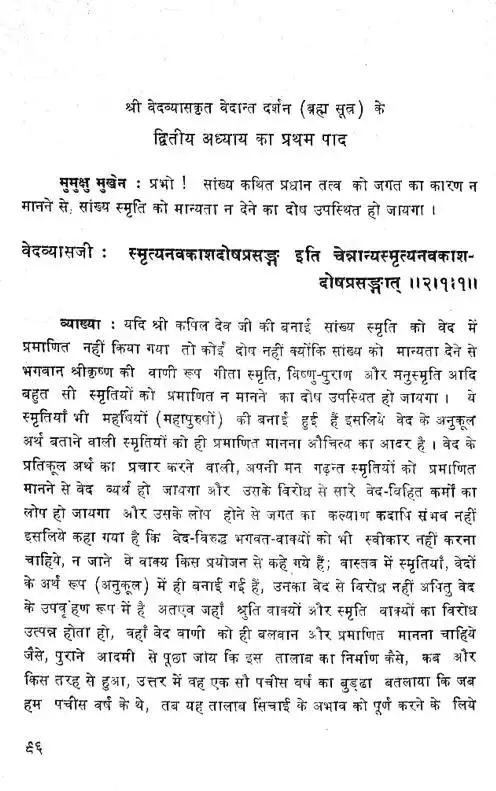 श्री वेदव्यासकृत वेदान्त दर्शन (ब्रह्म सूत्र) के
द्वितीय अध्याय का प्रथम पाद
मुमुक्षु मुखेन : प्रभो ! सांख्य कथित प्रधान तत्व को जगत का कारण न
मानने से, सांख्य स्मृति को मान्यता न देने का दोष उपस्थित हो जायगा ।
वेदव्यासजी : स्मृत्यनवकाशदोषप्रसङ्ग इति चेन्नान्यस्मृत्यनवकाश-
दोषप्रसङ्गात् ॥२।१।१॥
व्याख्या : यदि श्री कपिल देव जी की बनाई सांख्य स्मृति को वेद में
प्रमाणित नहीं किया गया तो कोई दोष नहीं क्योंकि सांख्य को मान्यता देने से
भगवान श्रीकृष्ण की वाणी रूप गीता स्मृति, विष्णु-पुराण और मनुस्मृति आदि
बहुत सी स्मृतियों को प्रमाणित न मानने का दोष उपस्थित हो जायगा । ये
स्मृतियाँ भी महर्षियों (महापुरुषों) की बनाई हुई हैं इसलिये वेद के अनुकूल
अर्थ बताने वाली स्मृतियों को ही प्रमाणित मानना औचित्य का आदर है । वेद के
प्रतिकूल अर्थ का प्रचार करने वाली, अपनी मन गढ़न्त स्मृतियों को प्रमाणित
मानने से वेद व्यर्थ हो जायगा और उसके विरोध से सारे वेद-विहित कर्मों का
लोप हो जायगा और उसके लोप होने से जगत का कल्याण कदापि संभव नहीं
इसलिये कहा गया है कि वेद-विरुद्ध भगवत-वाक्यों को भी स्वीकार नहीं करना
चाहिये, न जाने वे वाक्य किस प्रयोजन से कहे गये हैं; वास्तव में स्मृतियाँ, वेदों
के अर्थ रूप (अनुकूल) में ही बनाई गई हैं, उनका वेद से विरोध नहीं अपितु वेद
के उपवृंहण रूप में है अतएव जहाँ श्रुति वाक्यों और स्मृति वाक्यों का विरोध
उत्पन्न होता हो, वहाँ वेद वाणी को ही बलवान और प्रमाणित मानना चाहिये
जैसे, पुराने आदमी से पूछा जाय कि इस तालाब का निर्माण कैसे, कब और
किस तरह से हुआ, उत्तर में वह एक सौ पचीस वर्ष का बुड्ढा बतलाया कि जब
हम पचीस वर्ष के थे, तब यह तालाब सिंचाई के अभाव को पूर्ण करने के लिये
९६